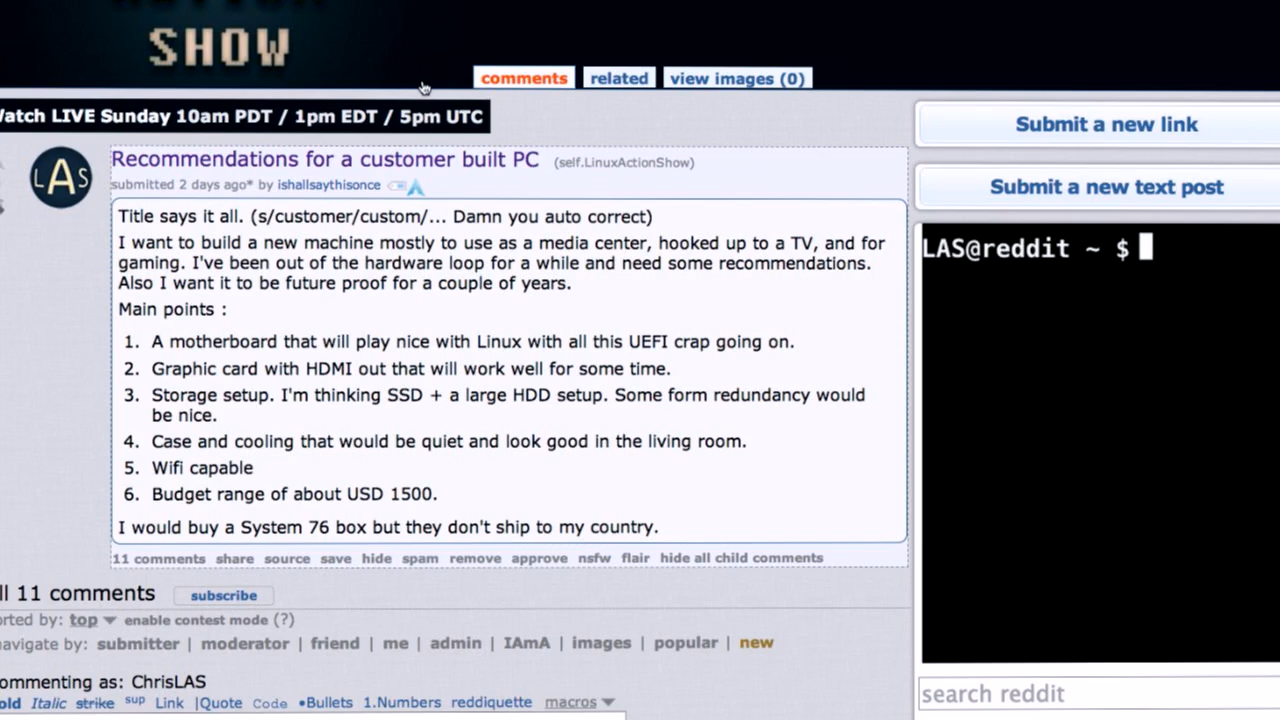 SHOW
comments related view images (0)
Watch LIVE Sunday 10am PDT / 1pm EDT / 5pm UTC
Submit a new link
Submit a new text post
LAS
Recommendations for a customer built PC (self.LinuxActionShow)
submitted 2 days ago* by ishallsaythisonce
Title says it all. (s/customer/custom/... Damn you auto correct)
I want to build a new machine mostly to use as a media center, hooked up to a TV, and for
gaming. I've been out of the hardware loop for a while and need some recommendations.
Also I want it to be future proof for a couple of years.
Main points :
1. A motherboard that will play nice with Linux with all this UEFI crap going on.
2. Graphic card with HDMI out that will work well for some time.
3. Storage setup. I'm thinking SSD + a large HDD setup. Some form redundancy would
be nice.
4. Case and cooling that would be quiet and look good in the living room.
5. Wifi capable
6. Budget range of about USD 1500.
I would buy a System 76 box but they don't ship to my country.
11 comments share source save hide spam remove approve nsfw flair hide all child comments
LAS@reddit ~ $
ll 11 comments subscribe
orted by: top enable contest mode (?)
navigate by: submitter | moderator | friend | me | admin | IAmA | images | popular | new
ommenting as: ChrisLAS
old Italic strike sup Link |Quote Code •Bullets 1.Numbers reddiquette macros
search reddit